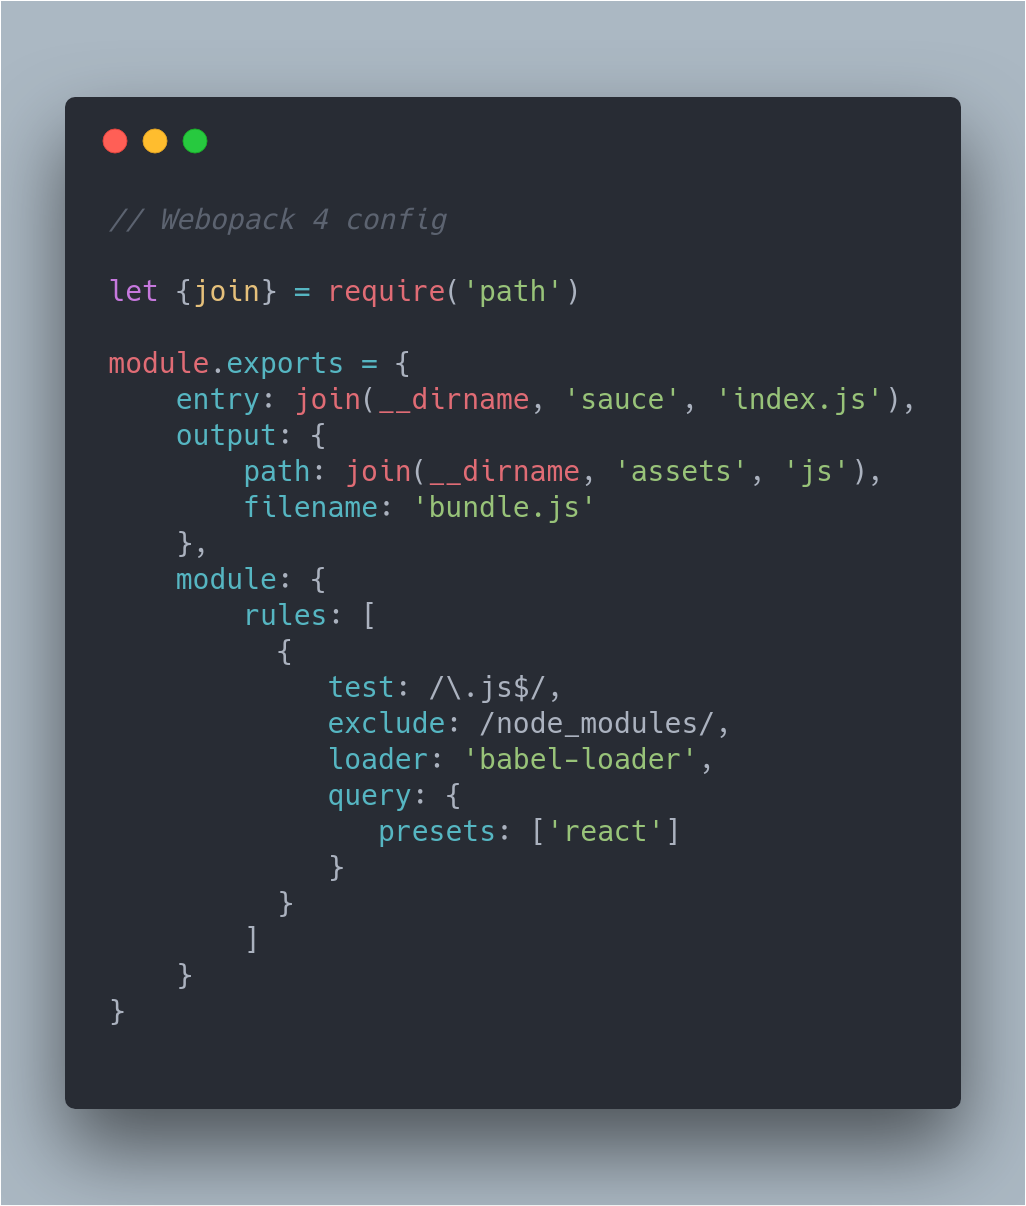 // Webopack 4 config

let {join} = require('path')

module.exports = {
    entry: join(__dirname, 'sauce', 'index.js'),
    output: {
        path: join(__dirname, 'assets', 'js'),
        filename: 'bundle.js'
    },
    module: {
        rules: [
          {
             test: /\.js$/,
             exclude: /node_modules/,
             loader: 'babel-loader',
             query: {
                presets: ['react']
             }
          }
        ]
    }
}